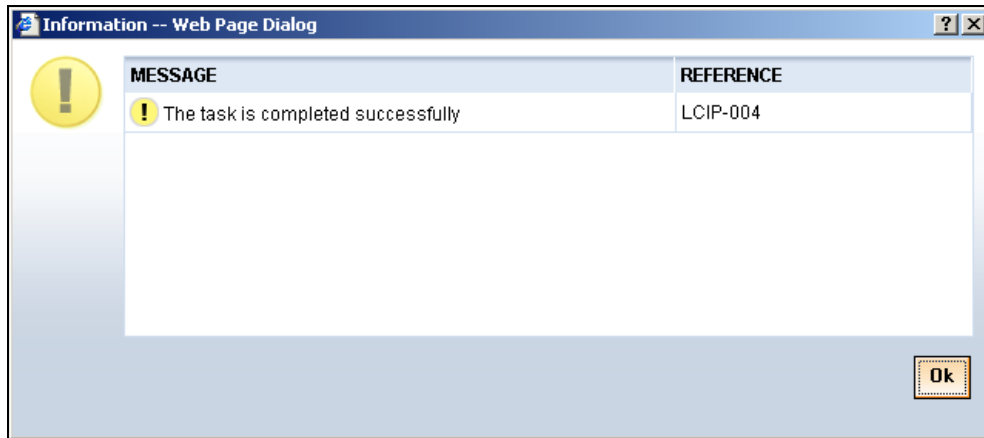 Information -- Web Page Dialog
MESSAGE REFERENCE
The task is completed successfully LCIP-004
Ok